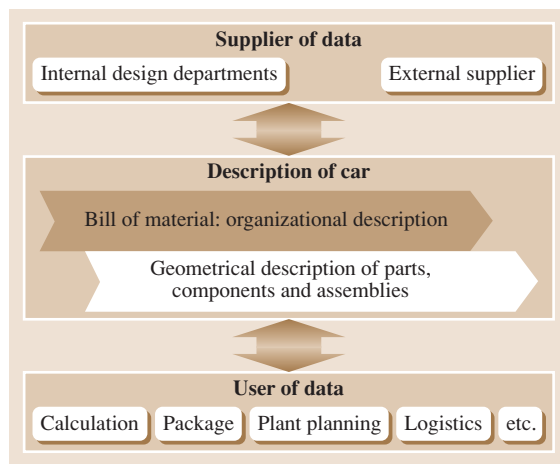 Supplier of data
Internal design departments
External supplier
Description of car
Bill of material: organizational description
Geometrical description of parts,
components and assemblies
User of data
Calculation
Package
Plant planning
Logistics
etc.